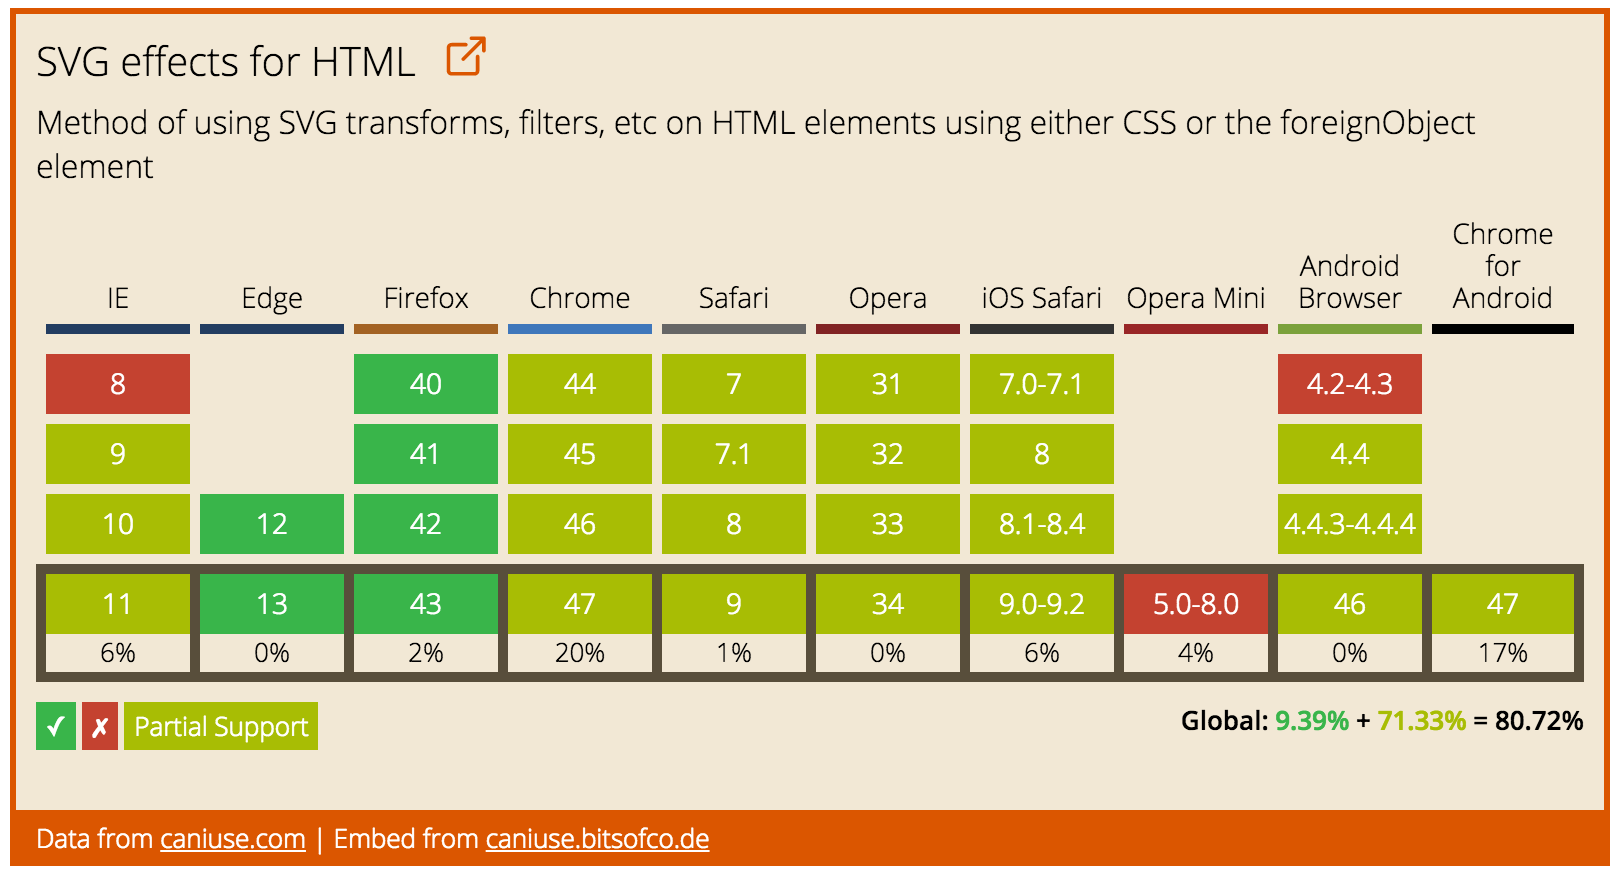 SVG effects for HTML
Method of using SVG transforms, filters, etc on HTML elements using either CSS or the foreignObject
element
IE Edge Firefox Chrome Safari Opera iOS Safari Opera Mini Android Browser Chrome for Android
8 40 44 7 31 7.0-7.1 4.2-4.3
9 41 45 7.1 32 8 4.4
10 12 42 46 8 33 8.1-8.4 4.4.3-4.4.4
11 13 43 47 9 34 9.0-9.2 5.0-8.0 46 47
6% 0% 2% 20% 1% 0% 6% 4% 0% 17%
✓ ✗ Partial Support
Global: 9.39% + 71.33% = 80.72%
Data from caniuse.com | Embed from caniuse.bitsofco.de